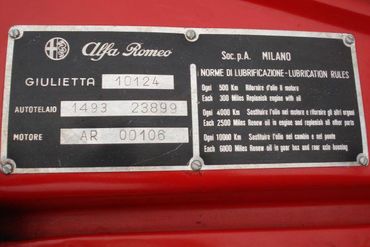 Alfa Romeo
Soc.p.A. MILANO
GIULIETTA 10124
NORME DI LUBRIFICAZIONE - LUBRICATION RULES
AUTOTELAIO 1493 23899
MOTORE AR 00106
Ogni 500 Km Rifornire d'olio il motore
Each 300 Miles Replenish engine with oil
Ogni 4000 Km Sostituire l'olio nel motore e rifornire gli altri organi
Each 2500 Miles Renew oil in engine and replenish all other parts
Ogni 10000 Km Sostituire l'olio nel cambio e ponte
Each 6000 Miles Renew oil in gear box and rear axle-housing